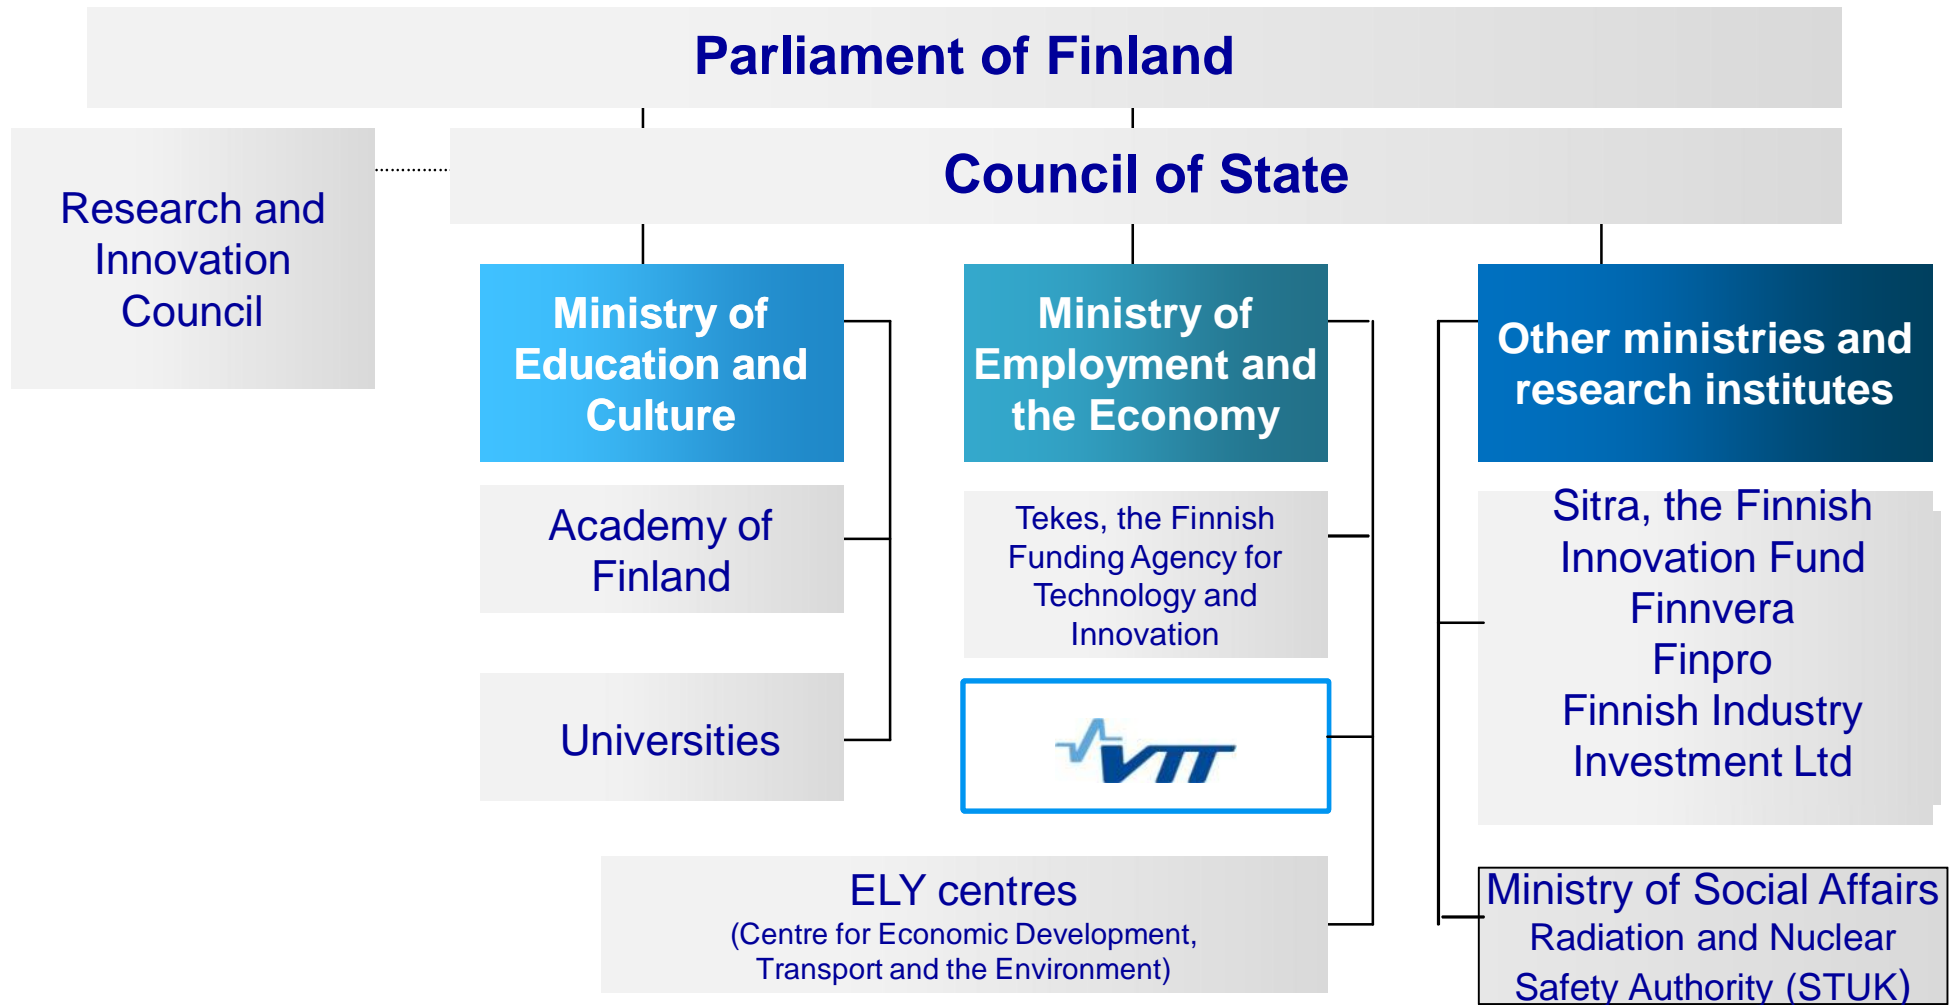 Parliament of Finland
Research and
Innovation
Council
Council of State
Ministry of
Education and
Culture
Academy of
Finland
Universities
Ministry of
Employment and
the Economy
Tekes, the Finnish
Funding Agency for
Technology and
Innovation
VTT
ELY centres
(Centre for Economic Development,
Transport and the Environment)
Other ministries and
research institutes
Sitra, the Finnish
Innovation Fund
Finnvera
Finpro
Finnish Industry
Investment Ltd
Ministry of Social Affairs
Radiation and Nuclear
Safety Authority (STUK)